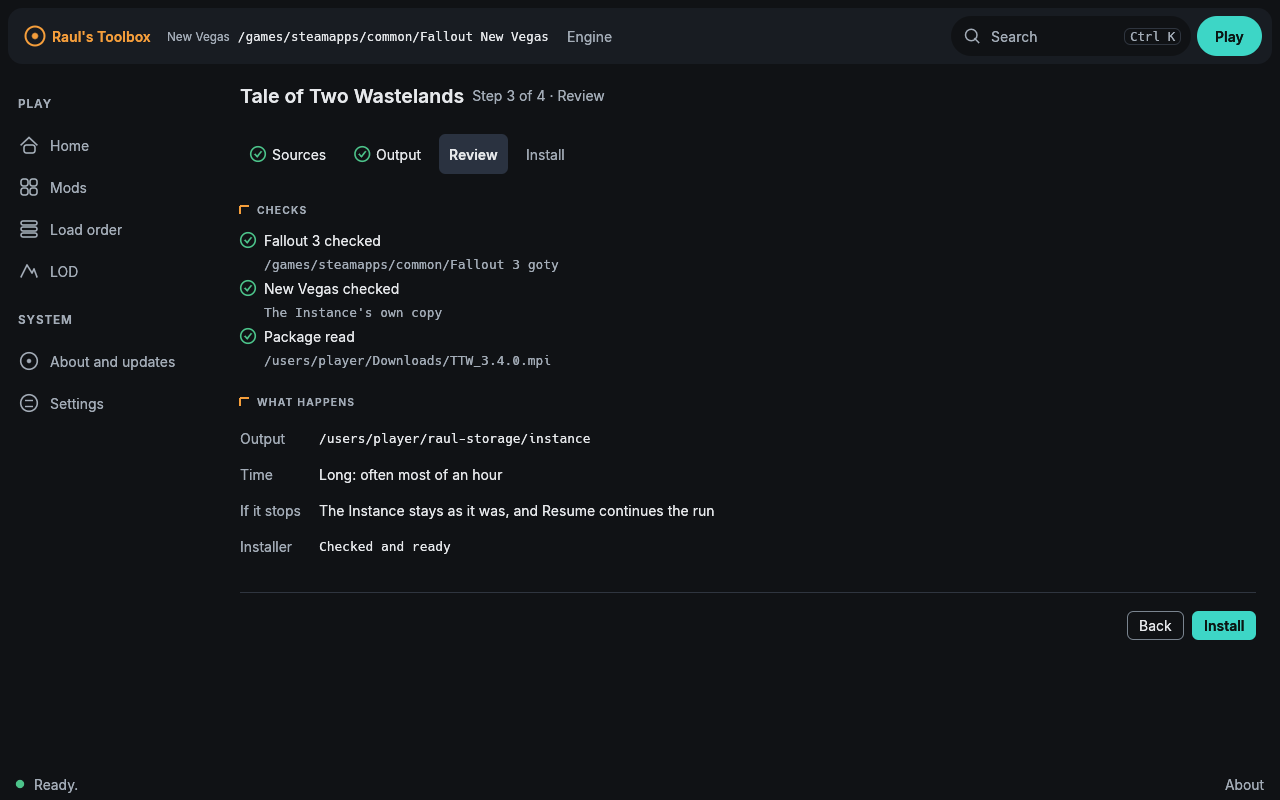 Raul's Toolbox New Vegas /games/steamapps/common/Fallout New Vegas Engine Search Ctrl K Play
PLAY
Home
Mods
Load order
LOD
SYSTEM
About and updates
Settings
Tale of Two Wastelands Step 3 of 4 · Review
Sources Output Review Install
CHECKS
Fallout 3 checked
/games/steamapps/common/Fallout 3 goty
New Vegas checked
The Instance's own copy
Package read
/users/player/Downloads/TTW_3.4.0.mpi
WHAT HAPPENS
Output /users/player/raul-storage/instance
Time Long: often most of an hour
If it stops The Instance stays as it was, and Resume continues the run
Installer Checked and ready
Back Install
Ready. About